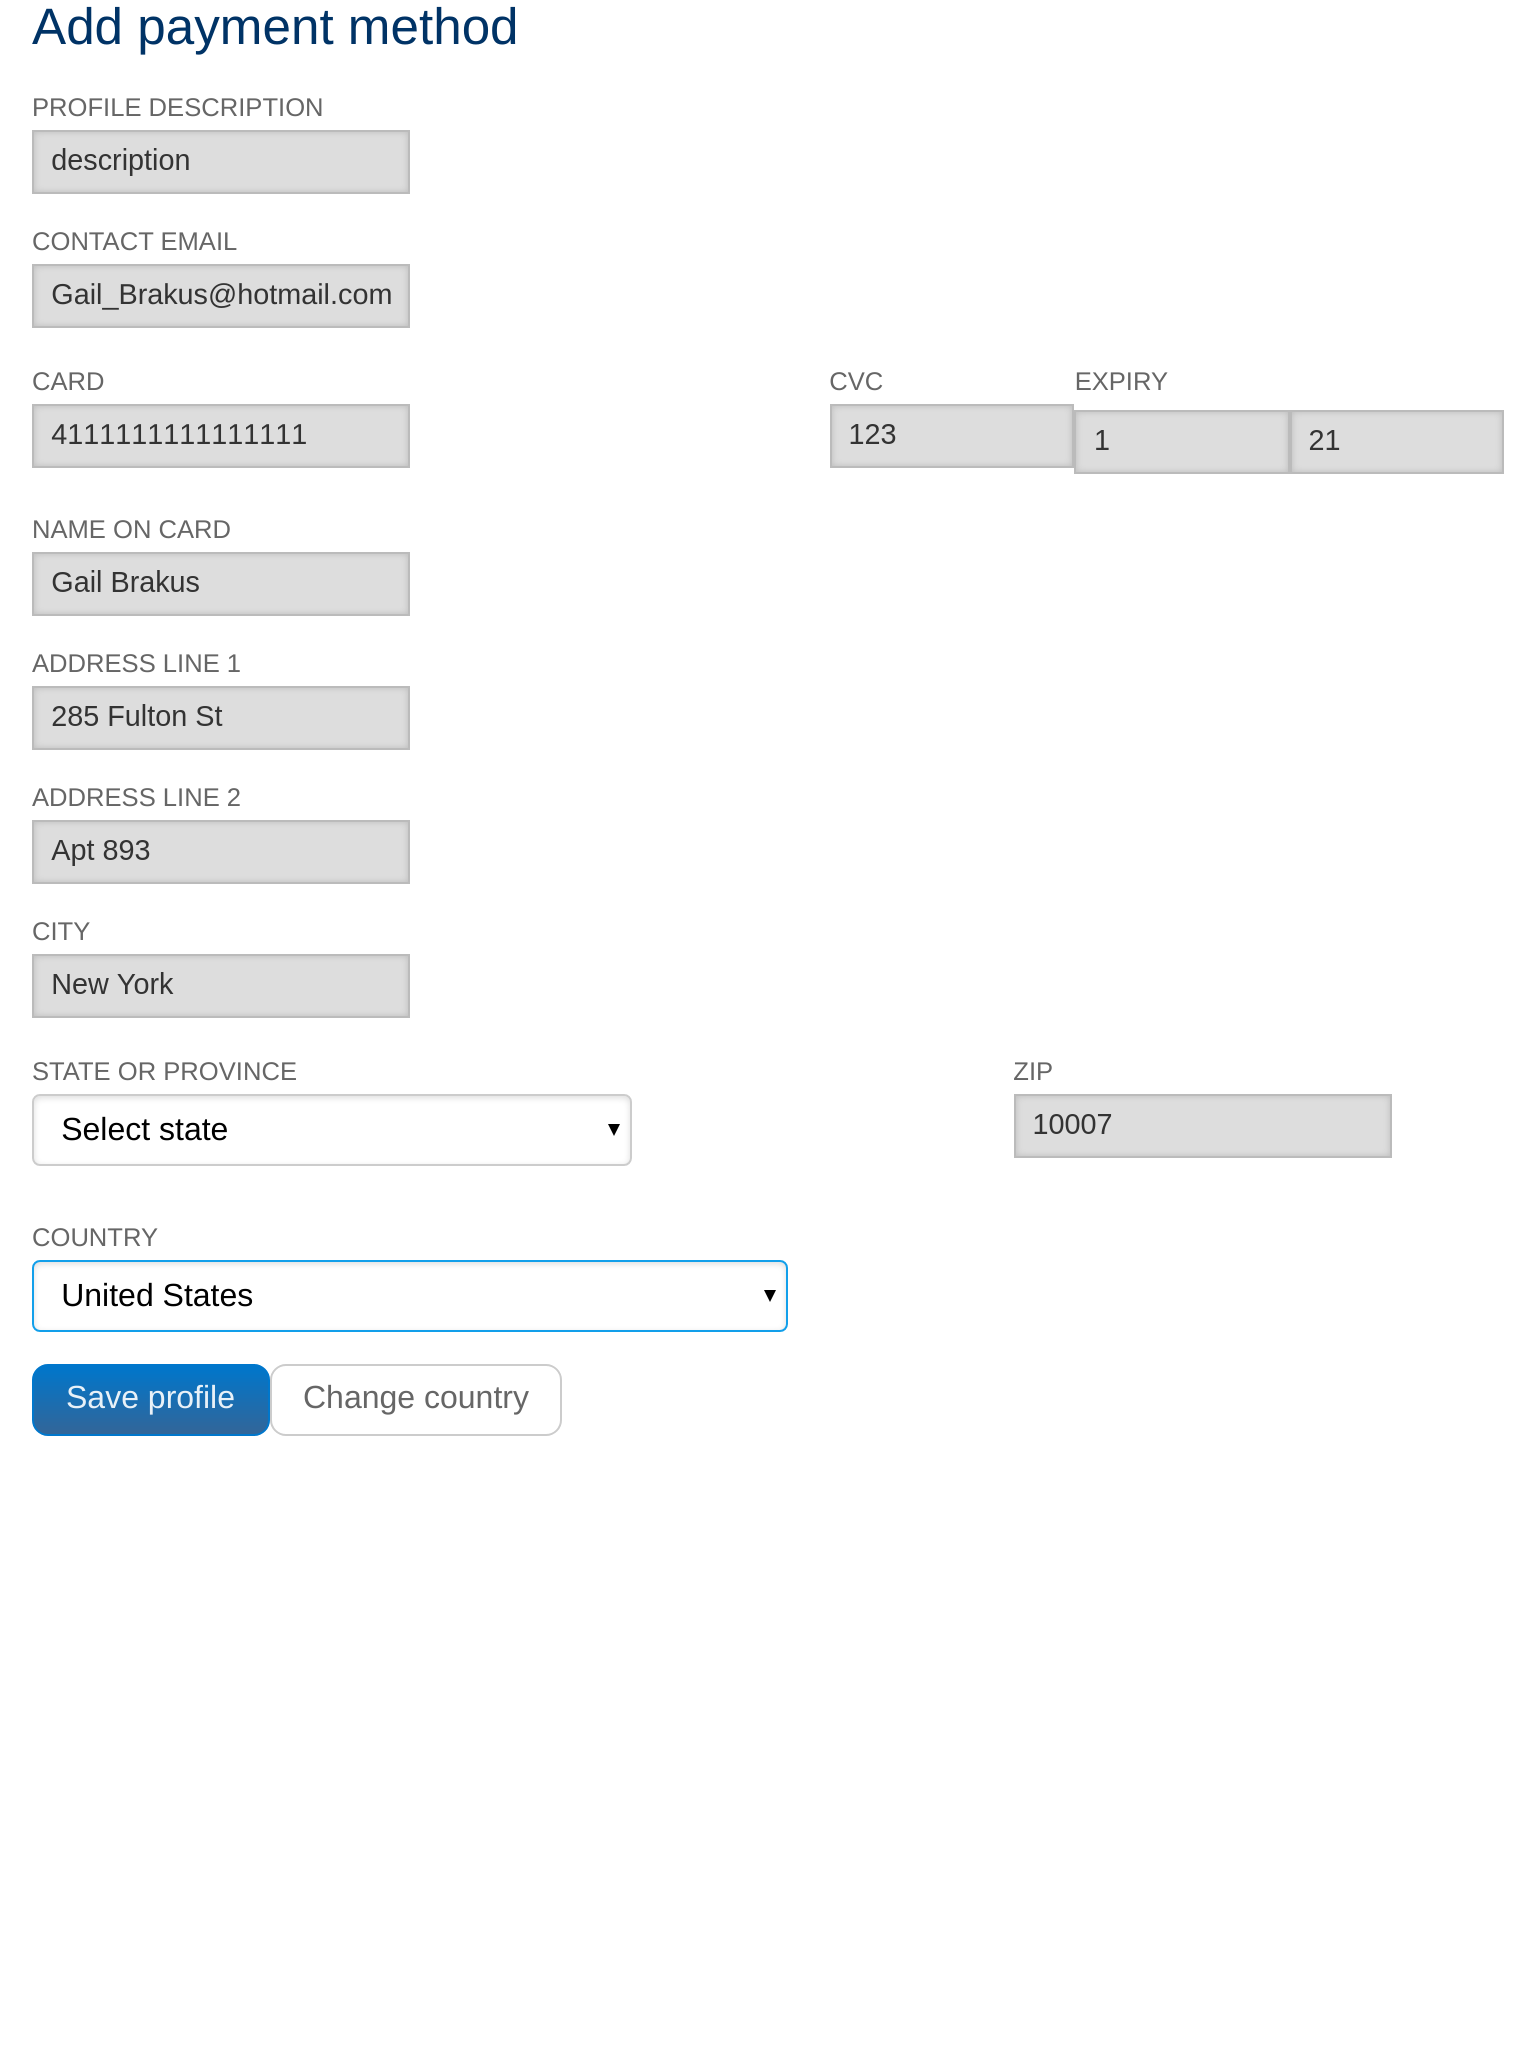 Add payment method
PROFILE DESCRIPTION
description
CONTACT EMAIL
Gail_Brakus@hotmail.com
CARD
CVC
EXPIRY
4111111111111111
123
1
21
NAME ON CARD
Gail Brakus
ADDRESS LINE 1
285 Fulton St
ADDRESS LINE 2
Apt 893
CITY
New York
STATE OR PROVINCE
ZIP
Select state
10007
COUNTRY
United States
Save profile
Change country